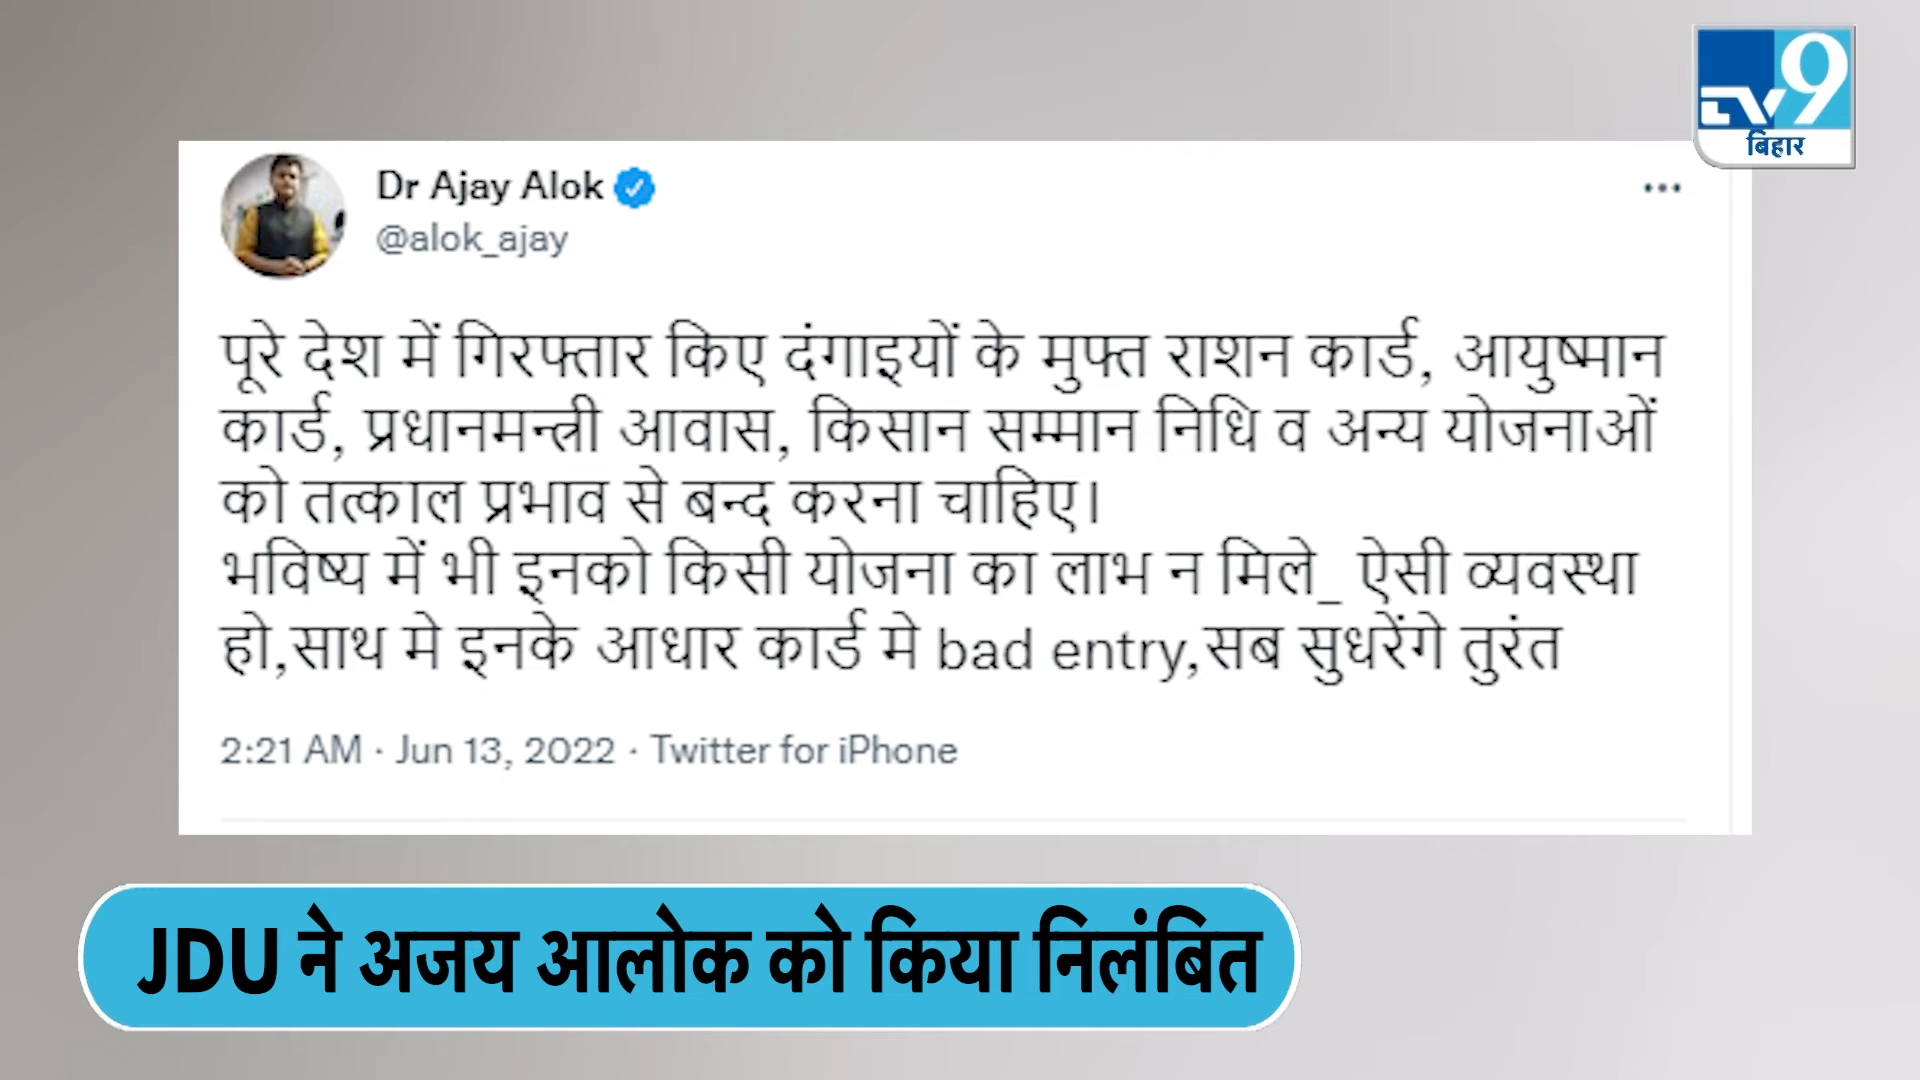 TV9
बिहार
Dr Ajay Alok
@alok_ajay
पूरे देश में गिरफ्तार किए दंगाइयों के मुफ्त राशन कार्ड, आयुष्मान
कार्ड, प्रधानमन्त्री आवास, किसान सम्मान निधि व अन्य योजनाओं
को तत्काल प्रभाव से बन्द करना चाहिए।
भविष्य में भी इनको किसी योजना का लाभ न मिले_ ऐसी व्यवस्था
हो,साथ मे इनके आधार कार्ड मे bad entry,सब सुधरेंगे तुरंत
2:21 AM · Jun 13, 2022 · Twitter for iPhone
JDU ने अजय आलोक को किया निलंबित